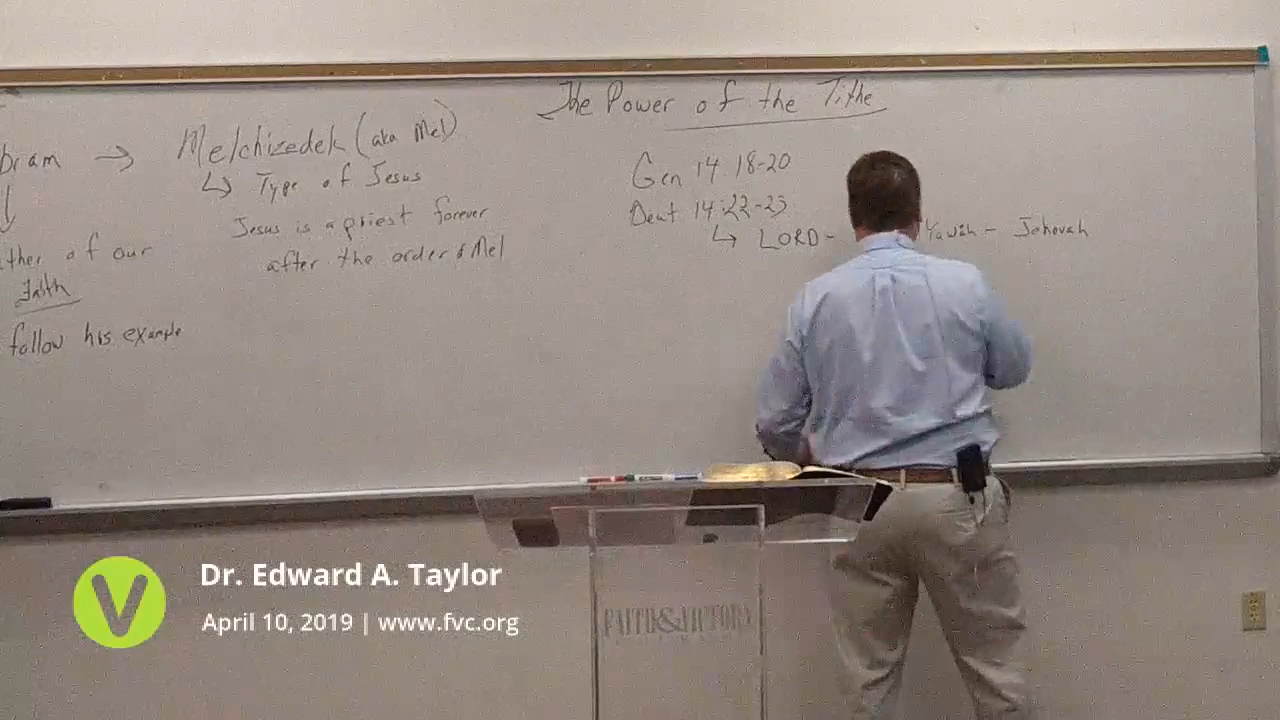 The Power of the Tithe
bram → Melchizedek (aka Mel)
↳ Type of Jesus
Jesus is a priest forever
after the order of Mel
ther of our
Faith
follow his example
Gen 14:18-20
Deut 14:22-23
↳ LORD - Yawih - Jehovah
FAITH&VICTORY
V
Dr. Edward A. Taylor
April 10, 2019 | www.fvc.org